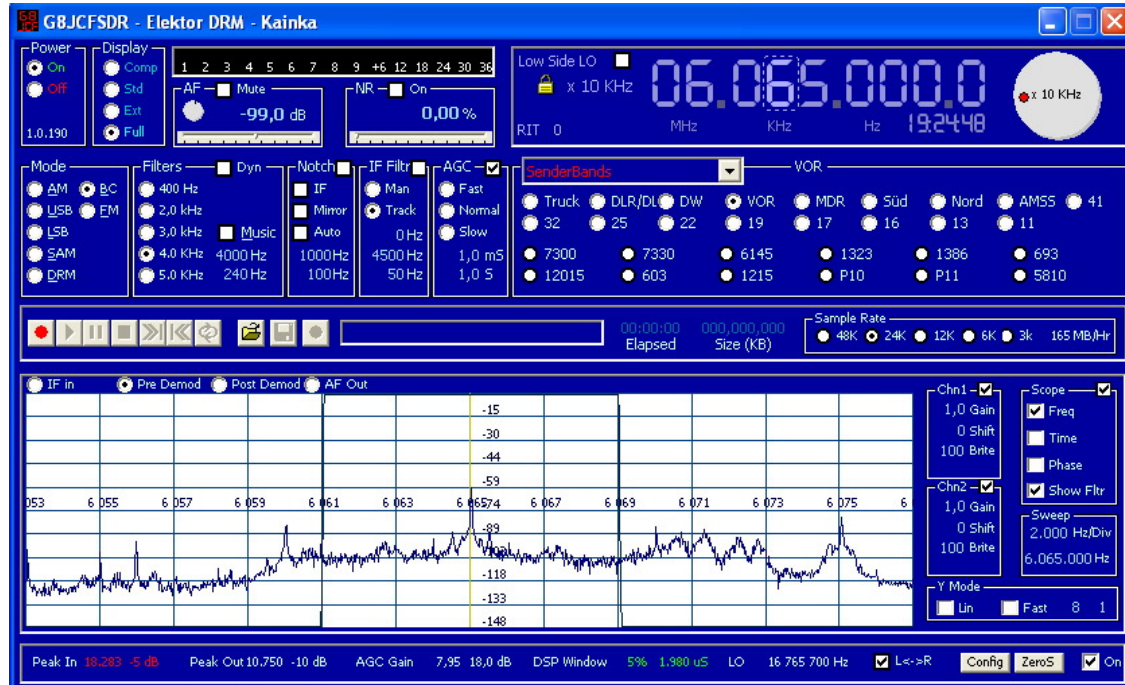 G8JCFSDR - Elektor DRM - Kainka
Power Display
On Comp 1 2 3 4 5 6 7 8 9 +6 12 18 24 30 36 Low Side LO
Off Std AF Mute NR On x 10 KHz 06.065.000.0 x 10 KHz
Ext -99,0 dB 0,00 %
1.0.190 Full RIT 0 MHz KHz Hz 19:24:48
Mode Filters Dyn Notch IF Filtr AGC SenderBands VOR
AM BC 400 Hz IF Man Fast Truck DLR/DL DW VOR MDR Süd Nord AMSS 41
USB FM 2,0 kHz Mirror Track Normal 32 25 22 19 17 16 13 11
LSB 3,0 kHz Music Auto 0 Hz Slow
SAM 4.0 KHz 4000 Hz 1000Hz 4500 Hz 1,0 mS 7300 7330 6145 1323 1386 693
DRM 5.0 KHz 240 Hz 100Hz 50 Hz 1,0 S 12015 603 1215 P10 P11 5810
00:00:00 000,000,000 Sample Rate
Elapsed Size (KB) 48K 24K 12K 6K 3k 165 MB/Hr
IF in Pre Demod Post Demod AF Out Chn1 Scope
-15 1,0 Gain Freq
-30 0 Shift Time
-44 100 Brite Phase
-59 Chn2 Show Fltr
053 6 055 6 057 6 059 6 061 6 063 6 065 -74 6 067 6 069 6 071 6 073 6 075 6 1,0 Gain Sweep
-89 0 Shift 2.000 Hz/Div
100 Brite 6.065.000 Hz
-118 Y Mode
-133 Lin Fast 8 1
-148
Peak In 18.283 -5 dB Peak Out 10.750 -10 dB AGC Gain 7,95 18,0 dB DSP Window 5% 1.980 uS LO 16 765 700 Hz L<->R Config ZeroS On